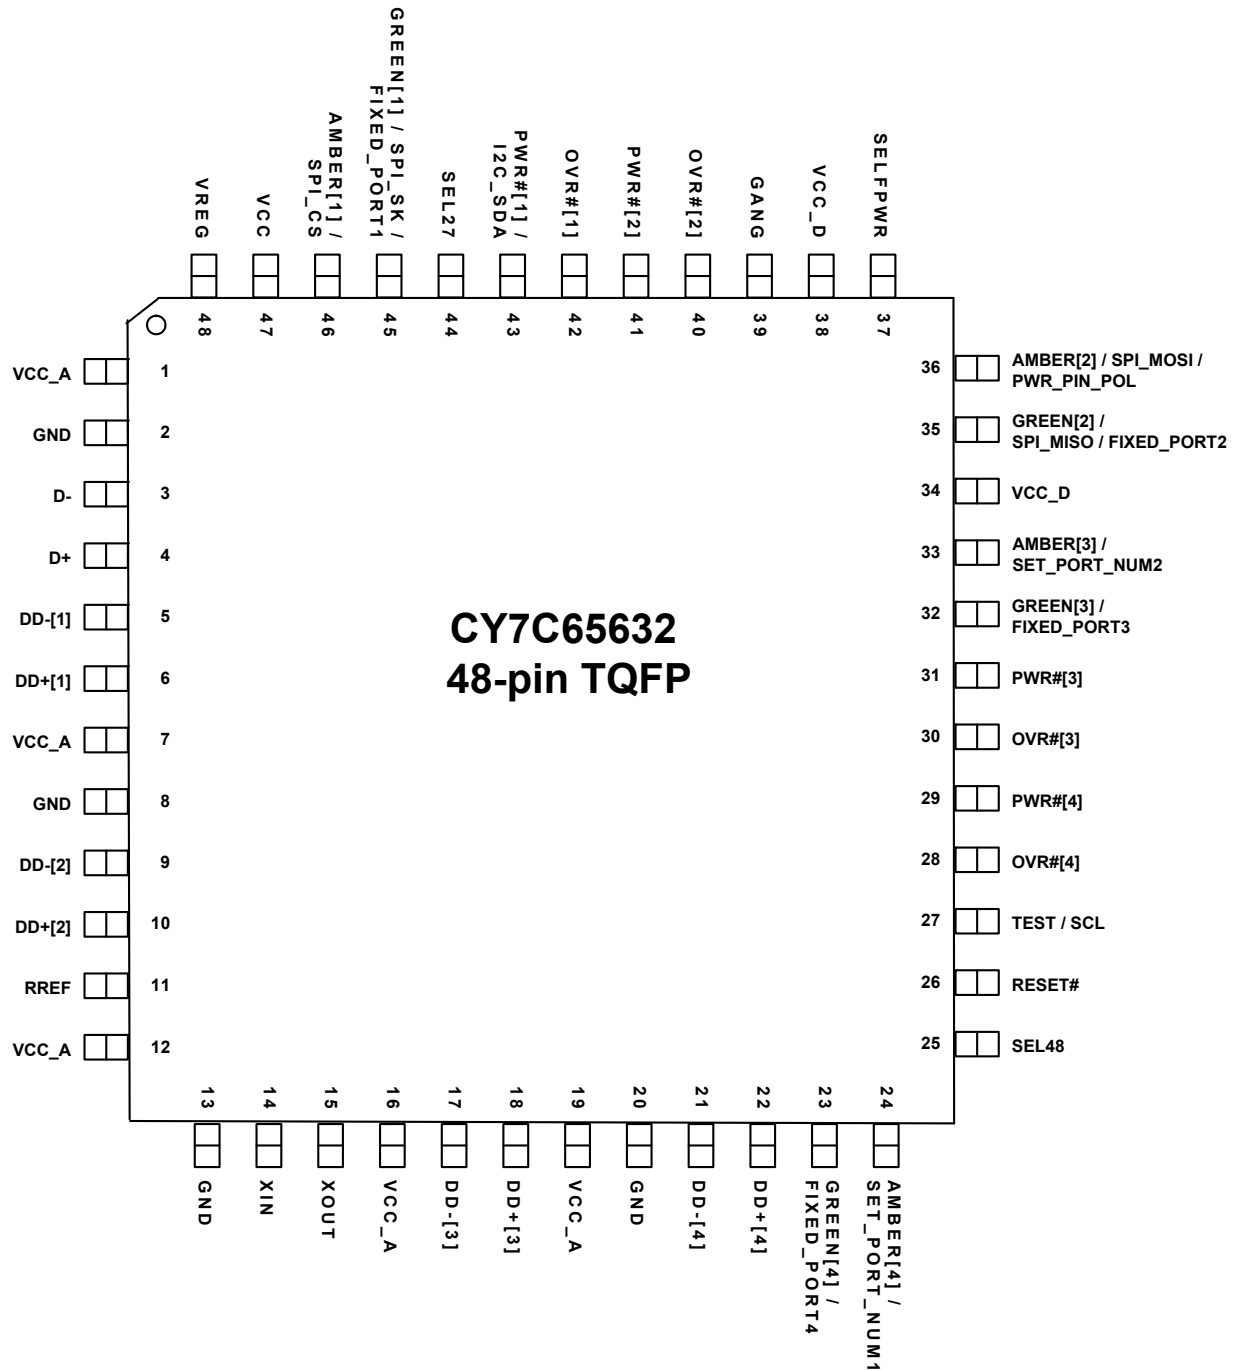 VREG
VCC
AMBER[1] /
SPI_CS
GREEN[1] / SPI_SK /
FIXED_PORT1
SEL27
PWR#[1] /
I2C_SDA
OVR#[1]
PWR#[2]
OVR#[2]
GANG
VCC_D
SELFPWR
48
47
46
45
44
43
42
41
40
39
38
37
VCC_A 1
GND 2
D- 3
D+ 4
DD-[1] 5
DD+[1] 6
VCC_A 7
GND 8
DD-[2] 9
DD+[2] 10
RREF 11
VCC_A 12
CY7C65632
48-pin TQFP
36 AMBER[2] / SPI_MOSI /
PWR_PIN_POL
35 GREEN[2] /
SPI_MISO / FIXED_PORT2
34 VCC_D
33 AMBER[3] /
SET_PORT_NUM2
32 GREEN[3] /
FIXED_PORT3
31 PWR#[3]
30 OVR#[3]
29 PWR#[4]
28 OVR#[4]
27 TEST / SCL
26 RESET#
25 SEL48
13
14
15
16
17
18
19
20
21
22
23
24
GND
XIN
XOUT
VCC_A
DD-[3]
DD+[3]
VCC_A
GND
DD-[4]
DD+[4]
GREEN[4] /
FIXED_PORT4
AMBER[4] /
SET_PORT_NUM1